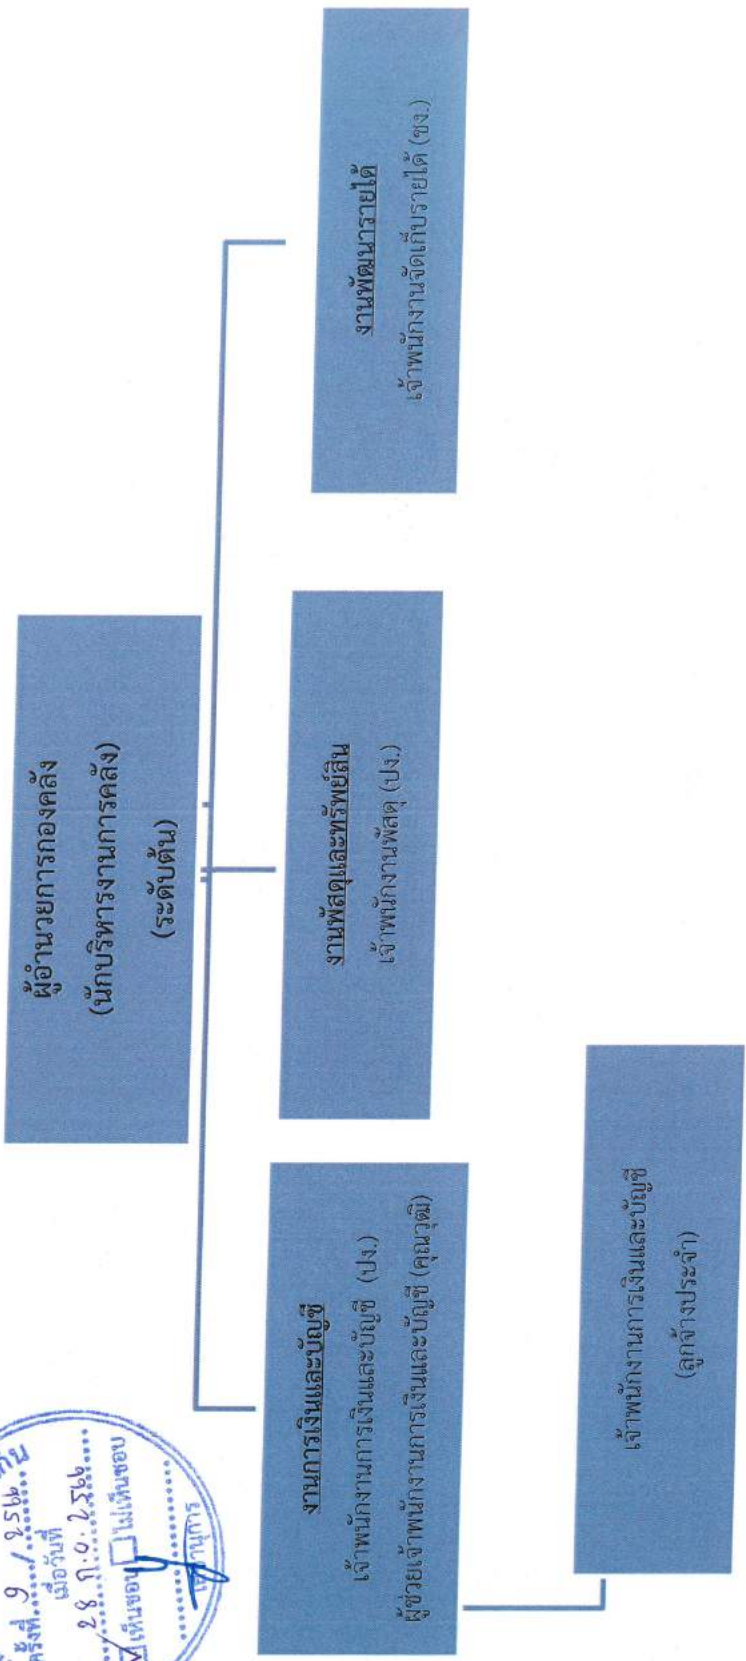 ผู้อำนวยการกองคลัง
(นักบริหารงานการคลัง)
(ระดับต้น)
งานการเงินและบัญชี
เจ้าพนักงานการเงินและบัญชี (ปง.)
ผู้ช่วยเจ้าพนักงานการเงินและบัญชี (คุณวุฒิ)
งานพัสดุและทรัพย์สิน
เจ้าพนักงานพัสดุ (ปง.)
งานพัฒนารายได้
เจ้าพนักงานจัดเก็บรายได้ (ชง.)
เจ้าพนักงานการเงินและบัญชี
(ลูกจ้างประจำ)
ครั้งที่ 9 / 2566
เมื่อวันที่
28 ก.ย. 2566
เห็นชอบ ไม่เห็นชอบ